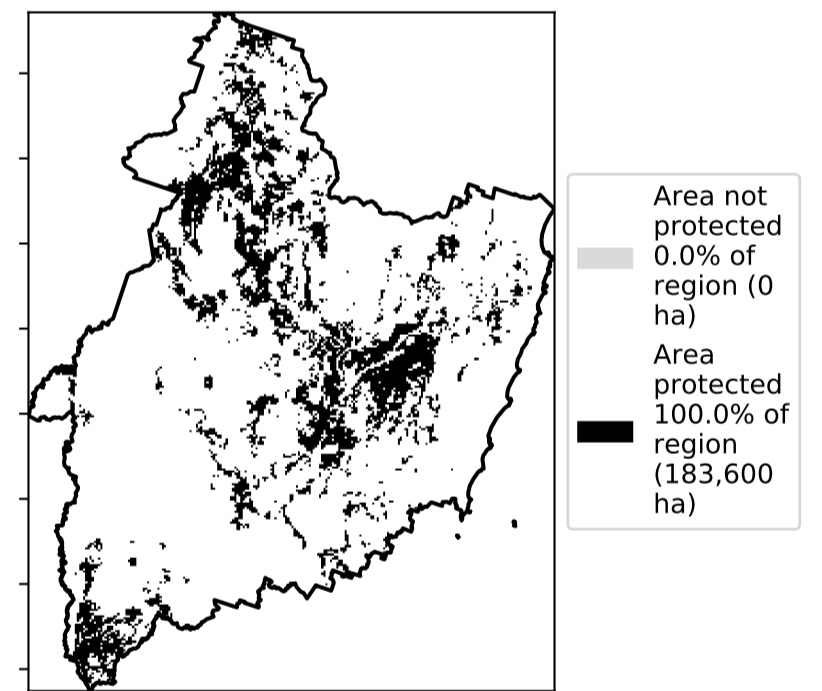 Area not
protected
0.0% of
region (0
ha)
Area
protected
100.0% of
region
(183,600
ha)